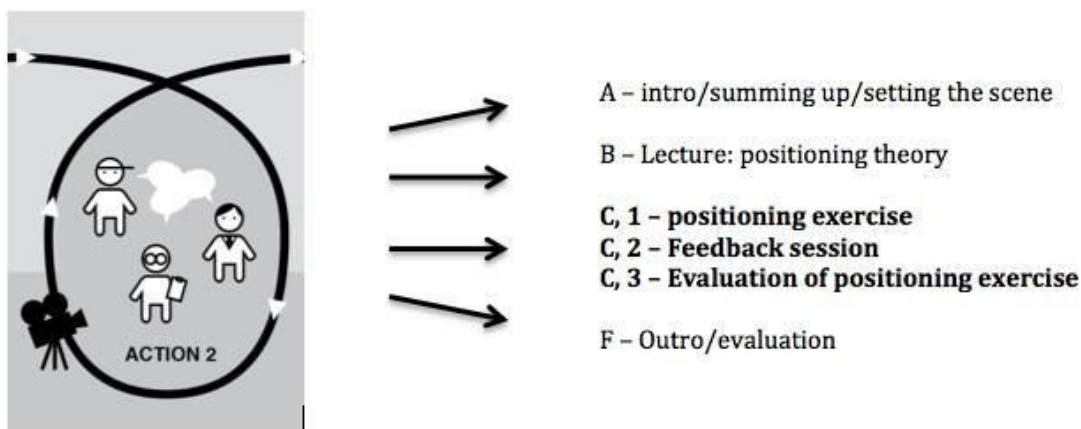 ACTION 2
A – intro/summing up/setting the scene
B – Lecture: positioning theory
C, 1 – positioning exercise
C, 2 – Feedback session
C, 3 – Evaluation of positioning exercise
F – Outro/evaluation